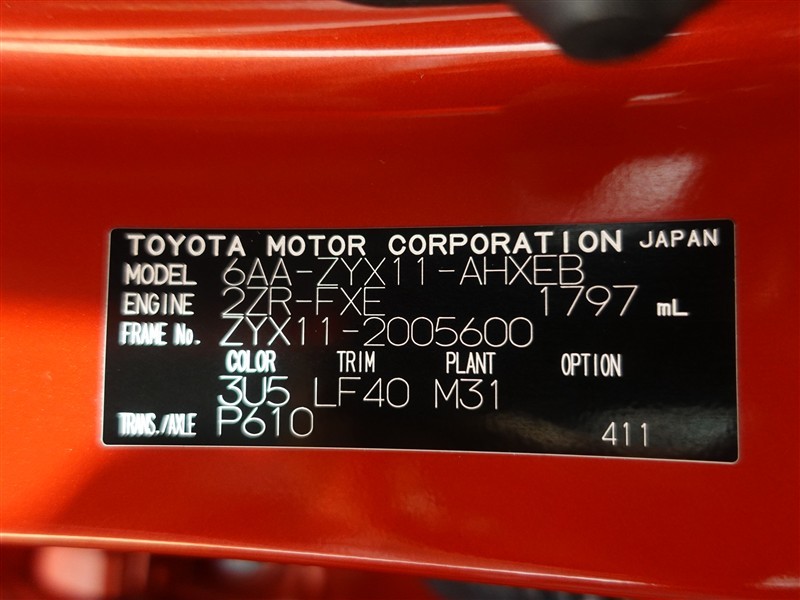 TOYOTA MOTOR CORPORATION JAPAN
MODEL 6AA-ZYX11-AHXEB
ENGINE 2ZR-FXE 1797 mL
FRAME No. ZYX11-2005600
COLOR TRIM PLANT OPTION
3U5 LF40 M31
TRANS./AXLE P610 411